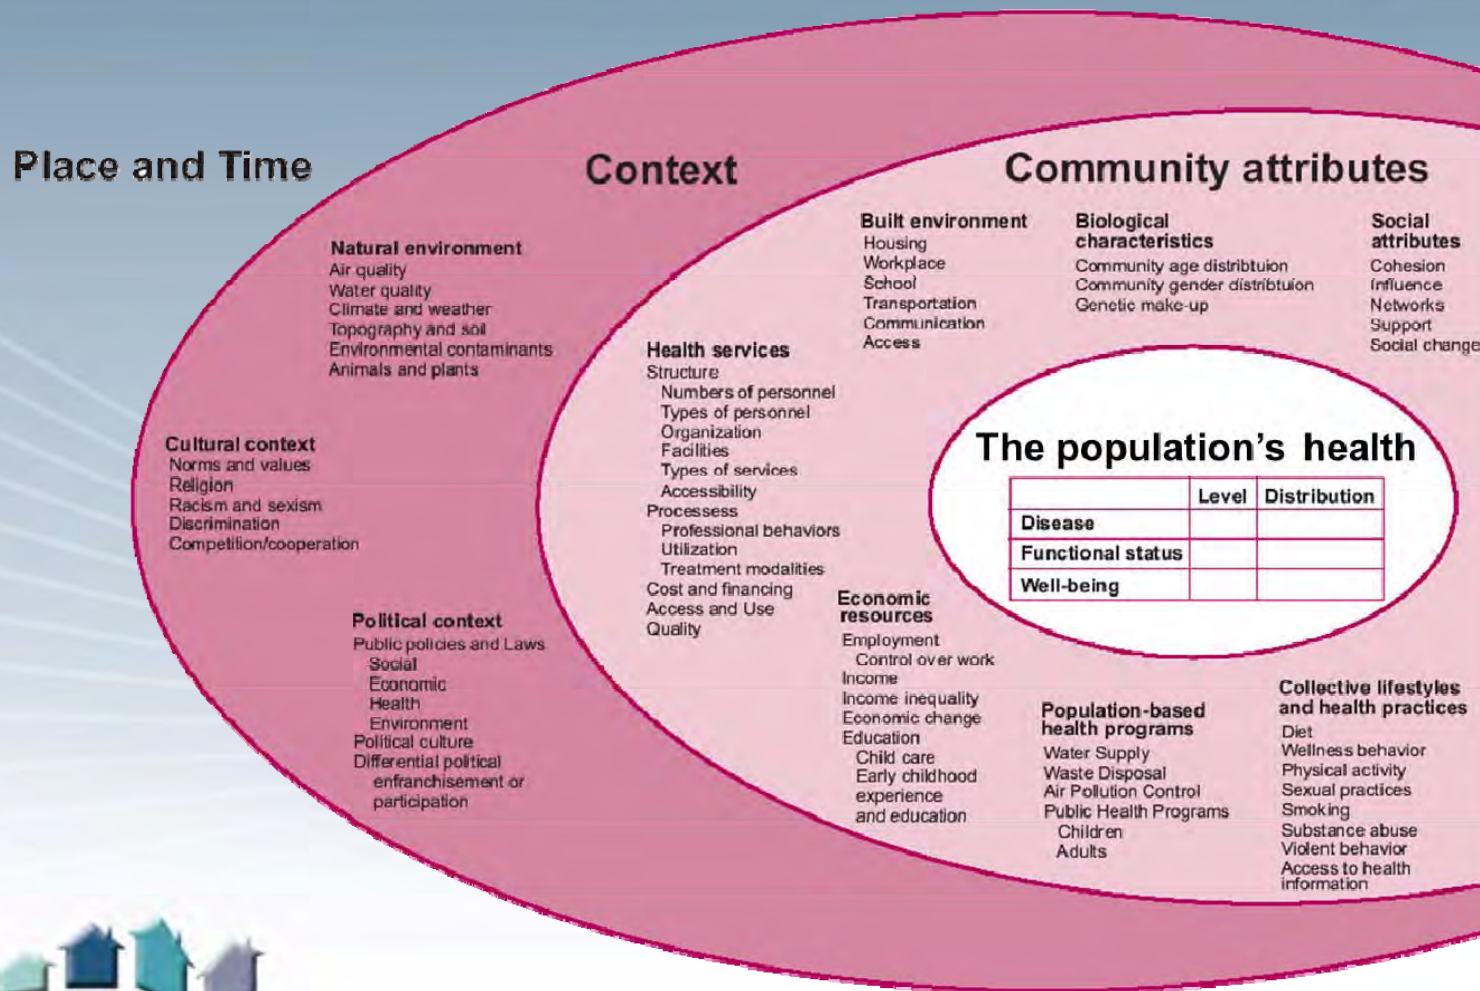 Place and Time
Context
Community attributes
Natural environment
Air quality
Water quality
Climate and weather
Topography and soil
Environmental contaminants
Animals and plants
Cultural context
Norms and values
Religion
Racism and sexism
Discrimination
Competition/cooperation
Political context
Public policies and Laws
Social
Economic
Health
Environment
Political culture
Differential political
enfranchisement or
participation
Health services
Structure
Numbers of personnel
Types of personnel
Organization
Facilities
Types of services
Accessibility
Processess
Professional behaviors
Utilization
Treatment modalities
Cost and financing
Access and Use
Quality
Built environment
Housing
Workplace
School
Transportation
Communication
Access
Biological
characteristics
Community age distribtuion
Community gender distribtuion
Genetic make-up
Social
attributes
Cohesion
Influence
Networks
Support
Social change
The population's health
Level Distribution
Disease
Functional status
Well-being
Economic
resources
Employment
Control over work
Income
Income inequality
Economic change
Education
Child care
Early childhood
experience
and education
Population-based
health programs
Water Supply
Waste Disposal
Air Pollution Control
Public Health Programs
Children
Adults
Collective lifestyles
and health practices
Diet
Wellness behavior
Physical activity
Sexual practices
Smoking
Substance abuse
Violent behavior
Access to health
information